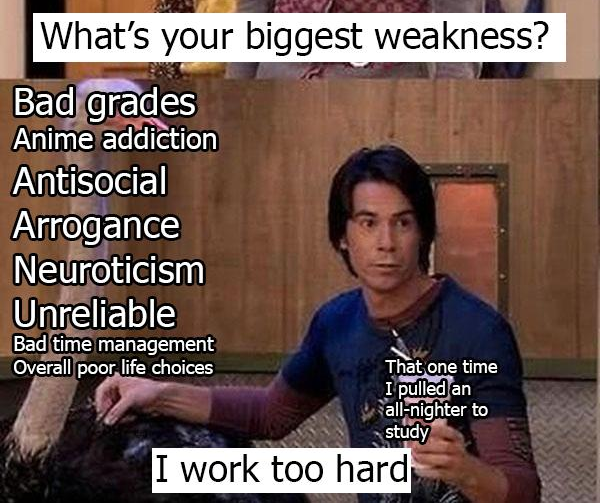 What's your biggest weakness?
Bad grades
Anime addiction
Antisocial
Arrogance
Neuroticism
Unreliable
Bad time management
Overall poor life choices
That one time
I pulled an
all-nighter to
study
I work too hard